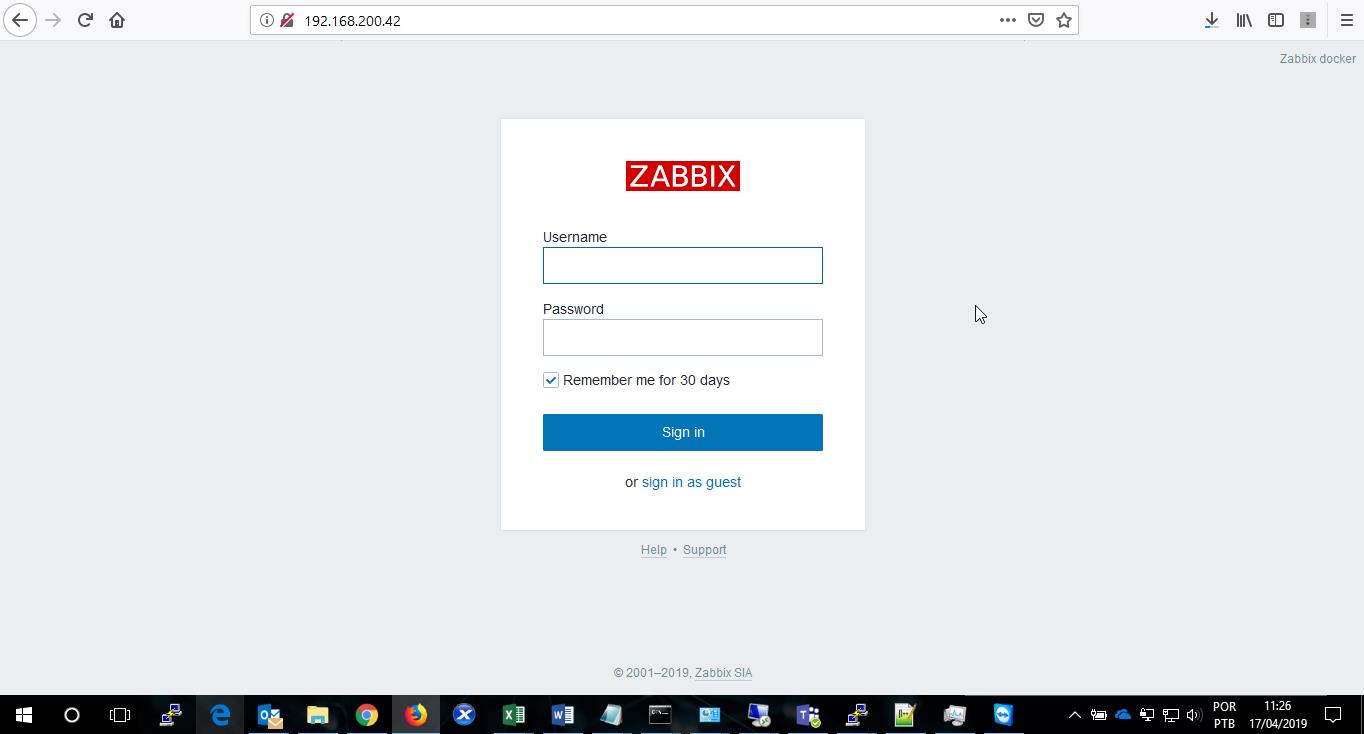 192.168.200.42
Zabbix docker
ZABBIX
Username
Password
Remember me for 30 days
Sign in
or sign in as guest
Help • Support
© 2001–2019, Zabbix SIA
POR 11:26
PTB 17/04/2019